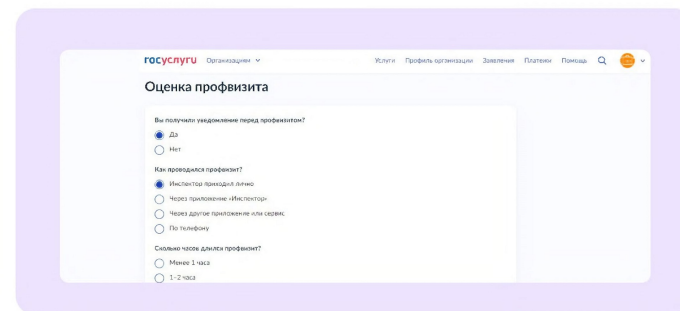 госуслуги Организациям Услуги Профиль организации Заявления Платежи Помощь
Оценка профвизита
Вы получили уведомление перед профвизитом?
Да
Нет
Как проводился профвизит?
Инспектор приходил лично
Через приложение «Инспектор»
Через другое приложение или сервис
По телефону
Сколько часов длился профвизит?
Менее 1 часа
1-2 часа